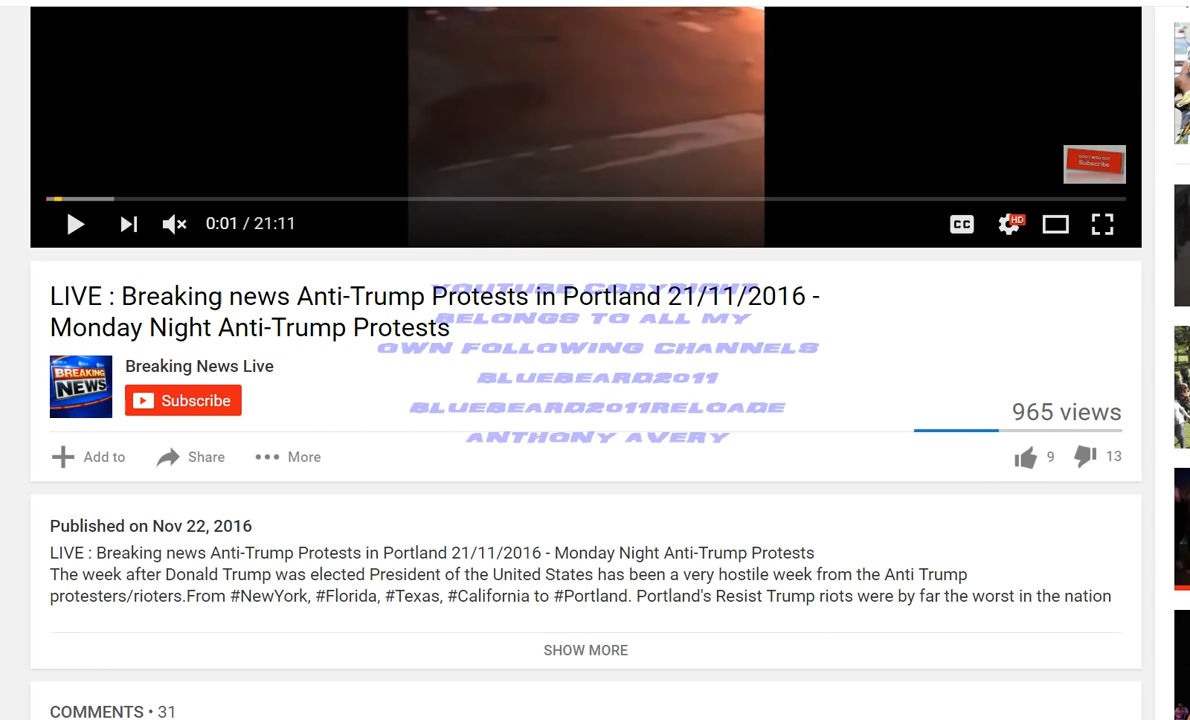 DON'T MISS OUT
Subscribe
0:01 / 21:11
CC
HD
LIVE : Breaking news Anti-Trump Protests in Portland 21/11/2016 -
Monday Night Anti-Trump Protests
YOUTUBE COPYRIGHT
BELONGS TO ALL MY
OWN FOLLOWING CHANNELS
BLUEBEARD2011
BLUEBEARD2011RELOADE
ANTHONY AVERY
BREAKING
NEWS
Breaking News Live
Subscribe
965 views
Add to
Share
More
9
13
Published on Nov 22, 2016
LIVE : Breaking news Anti-Trump Protests in Portland 21/11/2016 - Monday Night Anti-Trump Protests
The week after Donald Trump was elected President of the United States has been a very hostile week from the Anti Trump
protesters/rioters.From #NewYork, #Florida, #Texas, #California to #Portland. Portland's Resist Trump riots were by far the worst in the nation
SHOW MORE
COMMENTS • 31